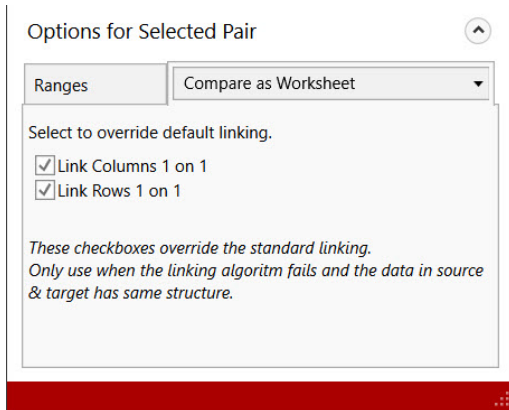 Options for Selected Pair
Ranges
Compare as Worksheet
Select to override default linking.
Link Columns 1 on 1
Link Rows 1 on 1
These checkboxes override the standard linking.
Only use when the linking algoritm fails and the data in source
& target has same structure.